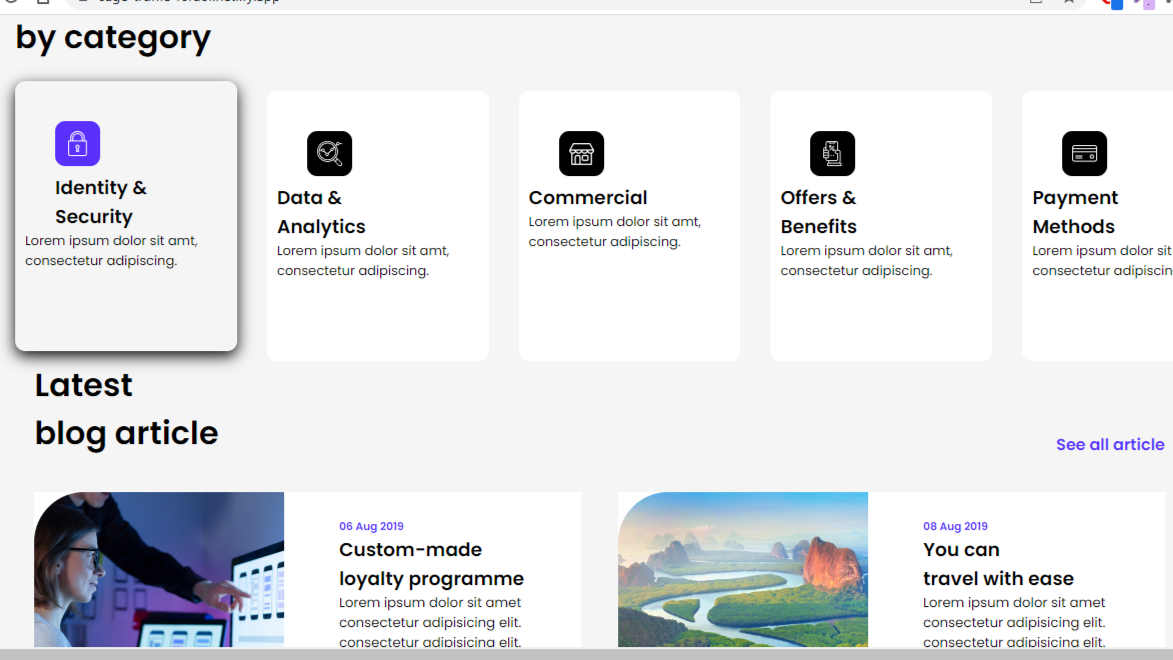 by category
Identity &
Security
Lorem ipsum dolor sit amt,
consectetur adipiscing.
Data &
Analytics
Lorem ipsum dolor sit amt,
consectetur adipiscing.
Commercial
Lorem ipsum dolor sit amt,
consectetur adipiscing.
Offers &
Benefits
Lorem ipsum dolor sit amt,
consectetur adipiscing.
Payment
Methods
Lorem ipsum dolor sit
consectetur adipiscin
Latest
blog article
See all article
06 Aug 2019
Custom-made
loyalty programme
Lorem ipsum dolor sit amet
consectetur adipisicing elit.
consectetur adipisicing elit.
08 Aug 2019
You can
travel with ease
Lorem ipsum dolor sit amet
consectetur adipisicing elit.
consectetur adipisicing elit.